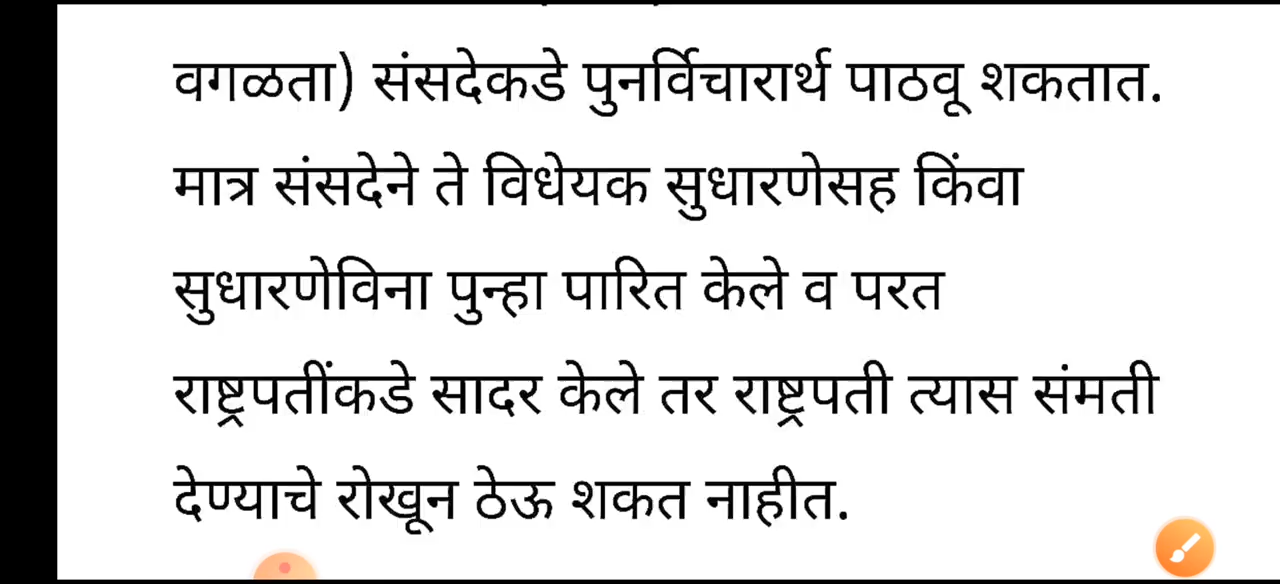 वगळता) संसदेकडे पुनर्विचारार्थ पाठवू शकतात.
मात्र संसदेने ते विधेयक सुधारणेसह किंवा
सुधारणेविना पुन्हा पारित केले व परत
राष्ट्रपतींकडे सादर केले तर राष्ट्रपती त्यास संमती
देण्याचे रोखून ठेऊ शकत नाहीत.